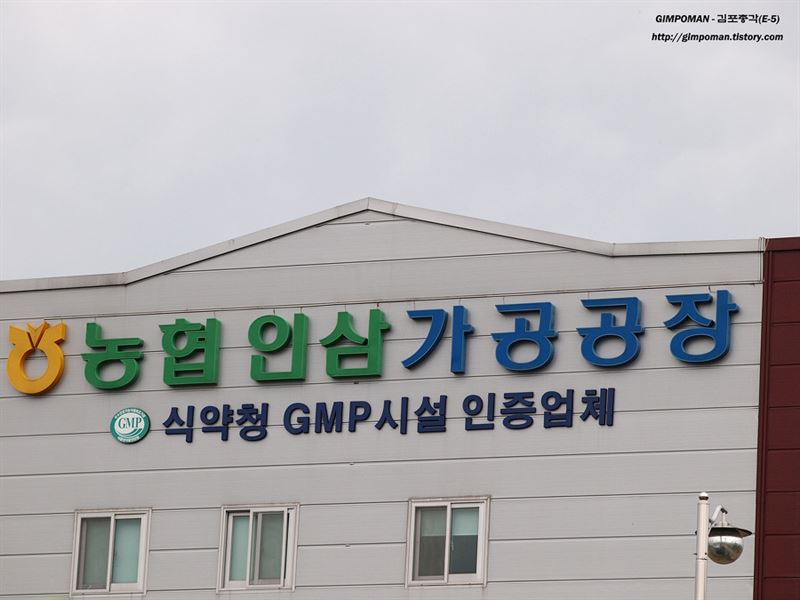 GIMPOMAN - 김포총각(E-5)
http://gimpoman.tistory.com
농협 인삼 가공공장
GMP
식약청 GMP시설 인증업체